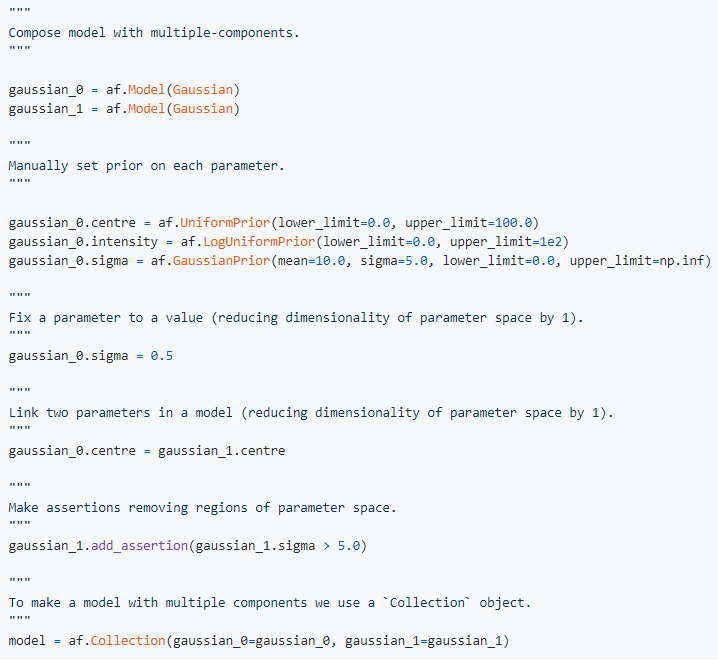 """
Compose model with multiple-components.
"""
gaussian_0 = af.Model(Gaussian)
gaussian_1 = af.Model(Gaussian)
"""
Manually set prior on each parameter.
"""
gaussian_0.centre = af.UniformPrior(lower_limit=0.0, upper_limit=100.0)
gaussian_0.intensity = af.LogUniformPrior(lower_limit=0.0, upper_limit=1e2)
gaussian_0.sigma = af.GaussianPrior(mean=10.0, sigma=5.0, lower_limit=0.0, upper_limit=np.inf)
"""
Fix a parameter to a value (reducing dimensionality of parameter space by 1).
"""
gaussian_0.sigma = 0.5
"""
Link two parameters in a model (reducing dimensionality of parameter space by 1).
"""
gaussian_0.centre = gaussian_1.centre
"""
Make assertions removing regions of parameter space.
"""
gaussian_1.add_assertion(gaussian_1.sigma > 5.0)
"""
To make a model with multiple components we use a `Collection` object.
"""
model = af.Collection(gaussian_0=gaussian_0, gaussian_1=gaussian_1)